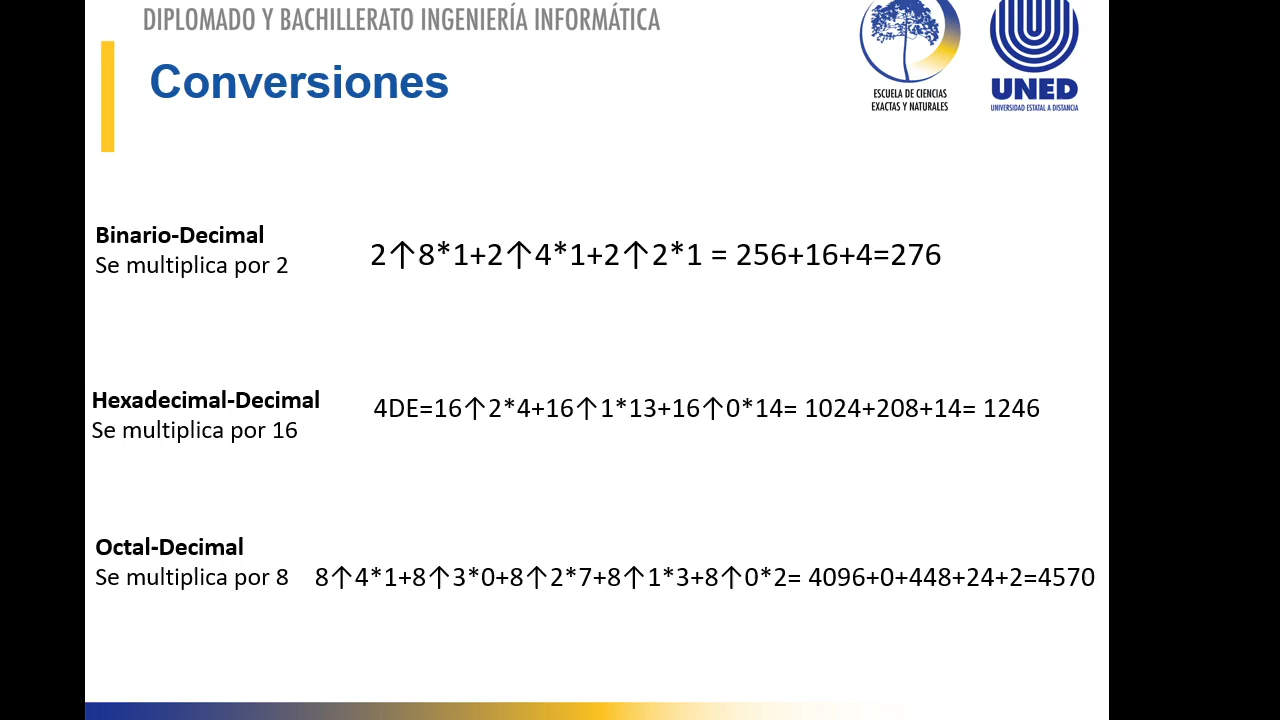 DIPLOMADO Y BACHILLERATO INGENIERÍA INFORMÁTICA
Conversiones
ESCUELA DE CIENCIAS
EXACTAS Y NATURALES
UNED
UNIVERSIDAD ESTATAL A DISTANCIA
Binario-Decimal
Se multiplica por 2
2↑8*1+2↑4*1+2↑2*1 = 256+16+4=276
Hexadecimal-Decimal
Se multiplica por 16
4DE=16↑2*4+16↑1*13+16↑0*14= 1024+208+14= 1246
Octal-Decimal
Se multiplica por 8
8↑4*1+8↑3*0+8↑2*7+8↑1*3+8↑0*2= 4096+0+448+24+2=4570